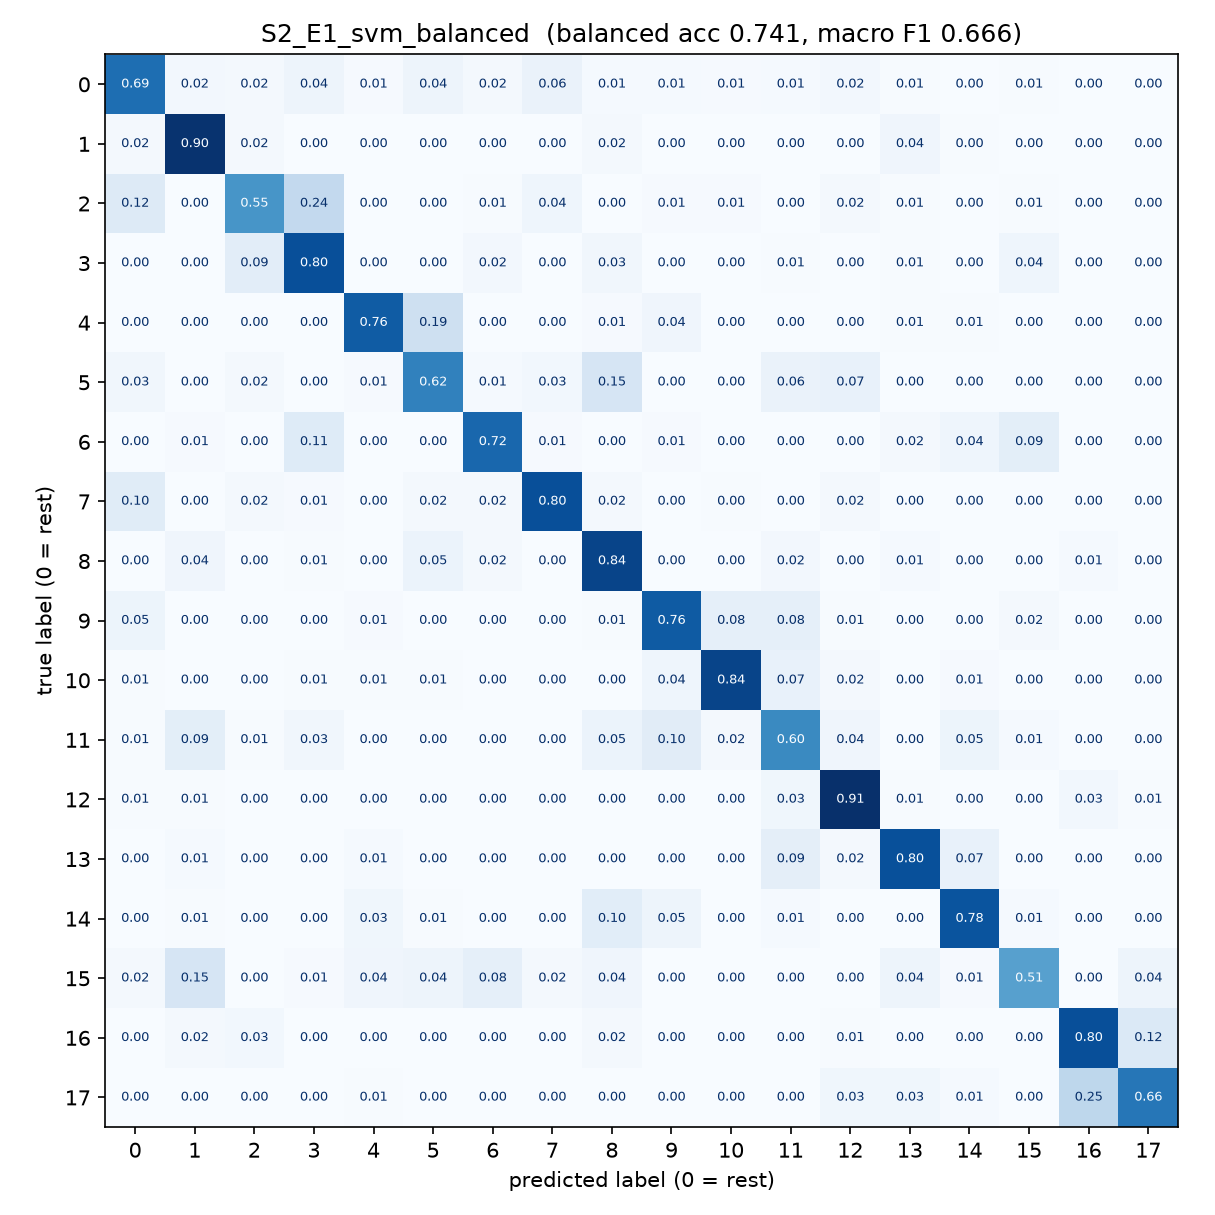 S2_E1_svm_balanced  (balanced acc 0.741, macro F1 0.666)
true label (0 = rest)
0 0.69 0.02 0.02 0.04 0.01 0.04 0.02 0.06 0.01 0.01 0.01 0.01 0.02 0.01 0.00 0.01 0.00 0.00
1 0.02 0.90 0.02 0.00 0.00 0.00 0.00 0.00 0.02 0.00 0.00 0.00 0.00 0.04 0.00 0.00 0.00 0.00
2 0.12 0.00 0.55 0.24 0.00 0.00 0.01 0.04 0.00 0.01 0.01 0.00 0.02 0.01 0.00 0.01 0.00 0.00
3 0.00 0.00 0.09 0.80 0.00 0.00 0.02 0.00 0.03 0.00 0.00 0.01 0.00 0.01 0.00 0.04 0.00 0.00
4 0.00 0.00 0.00 0.00 0.76 0.19 0.00 0.00 0.01 0.04 0.00 0.00 0.00 0.01 0.01 0.00 0.00 0.00
5 0.03 0.00 0.02 0.00 0.01 0.62 0.01 0.03 0.15 0.00 0.00 0.06 0.07 0.00 0.00 0.00 0.00 0.00
6 0.00 0.01 0.00 0.11 0.00 0.00 0.72 0.01 0.00 0.01 0.00 0.00 0.00 0.02 0.04 0.09 0.00 0.00
7 0.10 0.00 0.02 0.01 0.00 0.02 0.02 0.80 0.02 0.00 0.00 0.00 0.02 0.00 0.00 0.00 0.00 0.00
8 0.00 0.04 0.00 0.01 0.00 0.05 0.02 0.00 0.84 0.00 0.00 0.02 0.00 0.01 0.00 0.00 0.01 0.00
9 0.05 0.00 0.00 0.00 0.01 0.00 0.00 0.00 0.01 0.76 0.08 0.08 0.01 0.00 0.00 0.02 0.00 0.00
10 0.01 0.00 0.00 0.01 0.01 0.01 0.00 0.00 0.00 0.04 0.84 0.07 0.02 0.00 0.01 0.00 0.00 0.00
11 0.01 0.09 0.01 0.03 0.00 0.00 0.00 0.00 0.05 0.10 0.02 0.60 0.04 0.00 0.05 0.01 0.00 0.00
12 0.01 0.01 0.00 0.00 0.00 0.00 0.00 0.00 0.00 0.00 0.00 0.03 0.91 0.01 0.00 0.00 0.03 0.01
13 0.00 0.01 0.00 0.00 0.01 0.00 0.00 0.00 0.00 0.00 0.00 0.09 0.02 0.80 0.07 0.00 0.00 0.00
14 0.00 0.01 0.00 0.00 0.03 0.01 0.00 0.00 0.10 0.05 0.00 0.01 0.00 0.00 0.78 0.01 0.00 0.00
15 0.02 0.15 0.00 0.01 0.04 0.04 0.08 0.02 0.04 0.00 0.00 0.00 0.00 0.04 0.01 0.51 0.00 0.04
16 0.00 0.02 0.03 0.00 0.00 0.00 0.00 0.00 0.02 0.00 0.00 0.00 0.01 0.00 0.00 0.00 0.80 0.12
17 0.00 0.00 0.00 0.00 0.01 0.00 0.00 0.00 0.00 0.00 0.00 0.00 0.03 0.03 0.01 0.00 0.25 0.66
0 1 2 3 4 5 6 7 8 9 10 11 12 13 14 15 16 17
predicted label (0 = rest)